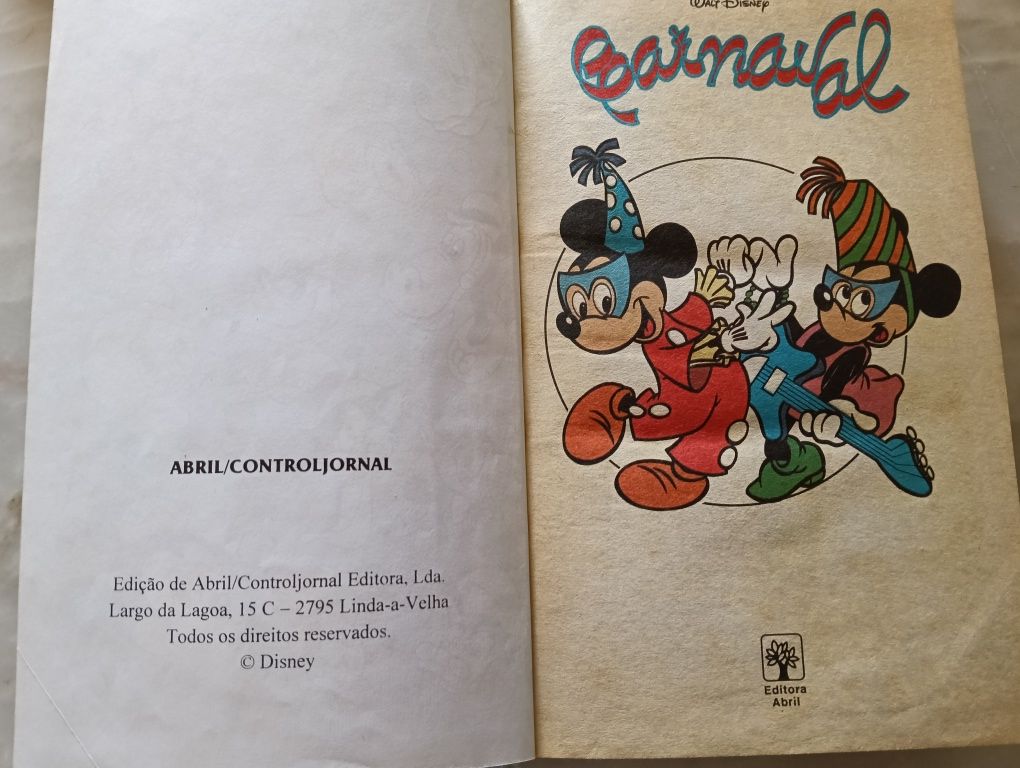 ABRIL/CONTROLJORNAL
Edição de Abril/Controljornal Editora, Lda.
Largo da Lagoa, 15 C – 2795 Linda-a-Velha
Todos os direitos reservados.
© Disney
WALT DISNEY
Carnaval
Editora
Abril